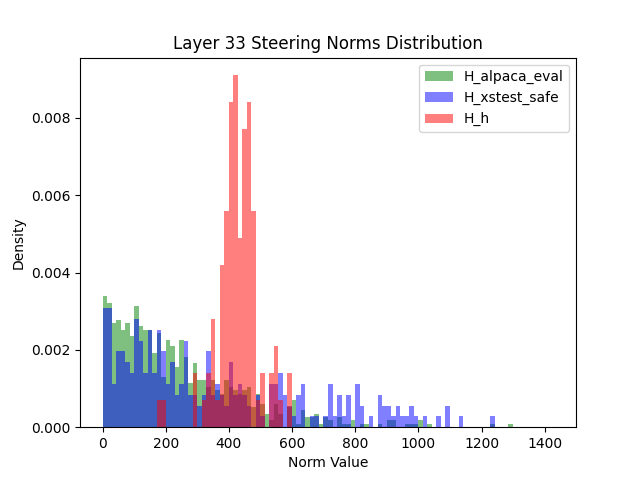 Layer 33 Steering Norms Distribution
H_alpaca_eval
H_xstest_safe
H_h
Density
0.008
0.006
0.004
0.002
0.000
0 200 400 600 800 1000 1200 1400
Norm Value